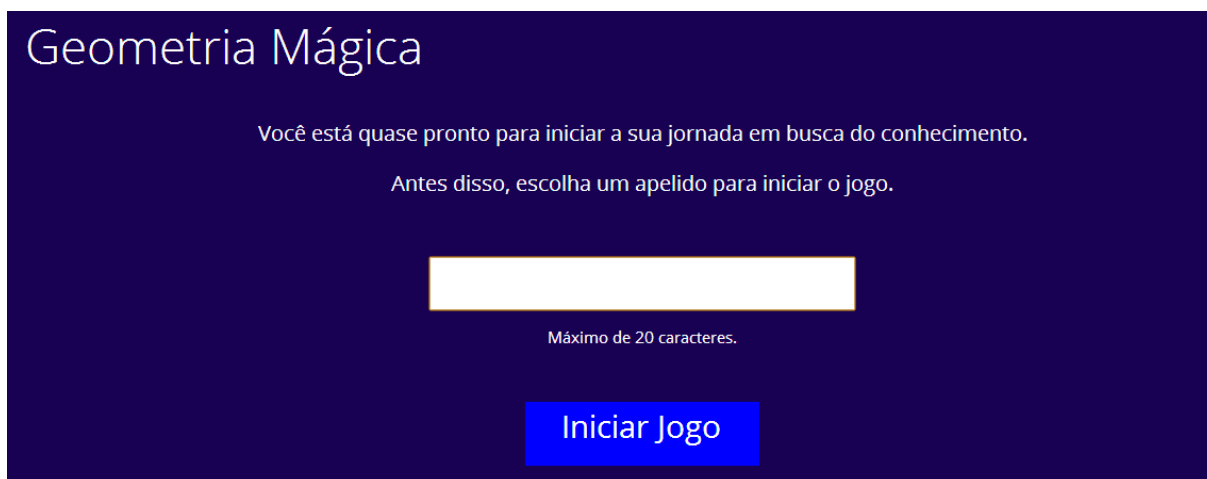 Geometria Mágica
Você está quase pronto para iniciar a sua jornada em busca do conhecimento.
Antes disso, escolha um apelido para iniciar o jogo.
Máximo de 20 caracteres.
Iniciar Jogo